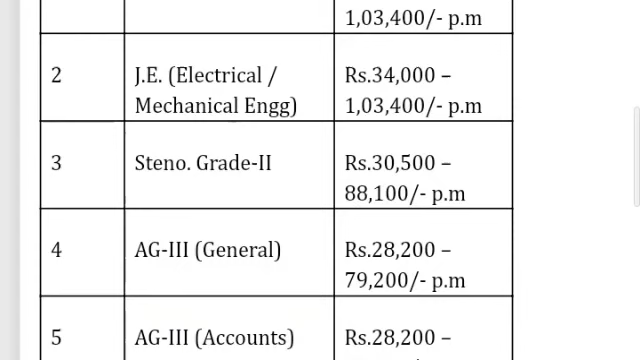 1,03,400/- p.m
2 J.E. (Electrical / Rs.34,000 –
Mechanical Engg) 1,03,400/- p.m
3 Steno. Grade-II Rs.30,500 –
88,100/- p.m
4 AG-III (General) Rs.28,200 –
79,200/- p.m
5 AG-III (Accounts) Rs.28,200 –